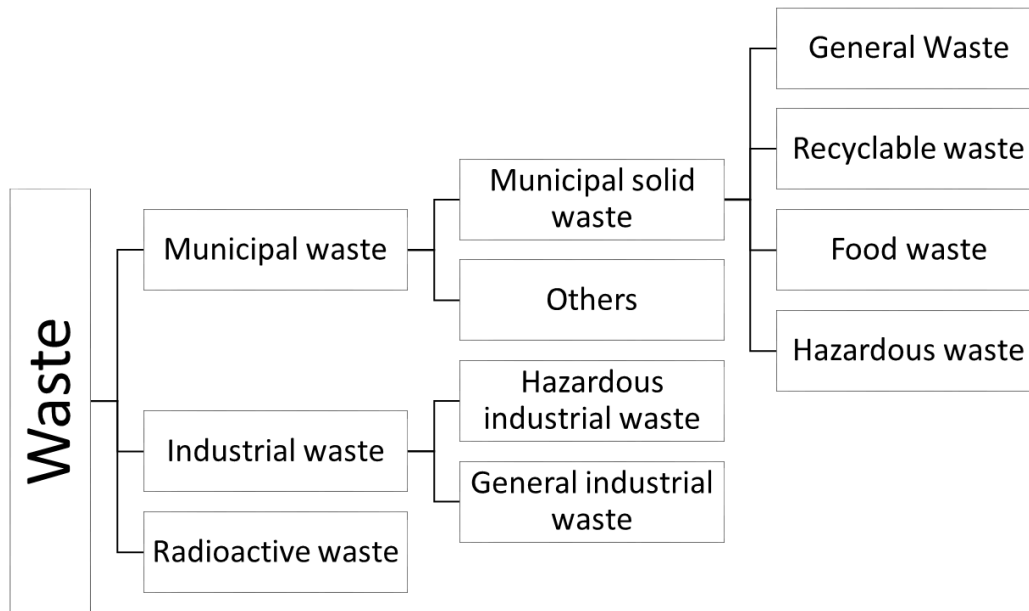 Waste
Municipal waste
Industrial waste
Radioactive waste
Municipal solid
waste
Others
Hazardous
industrial waste
General industrial
waste
General Waste
Recyclable waste
Food waste
Hazardous waste